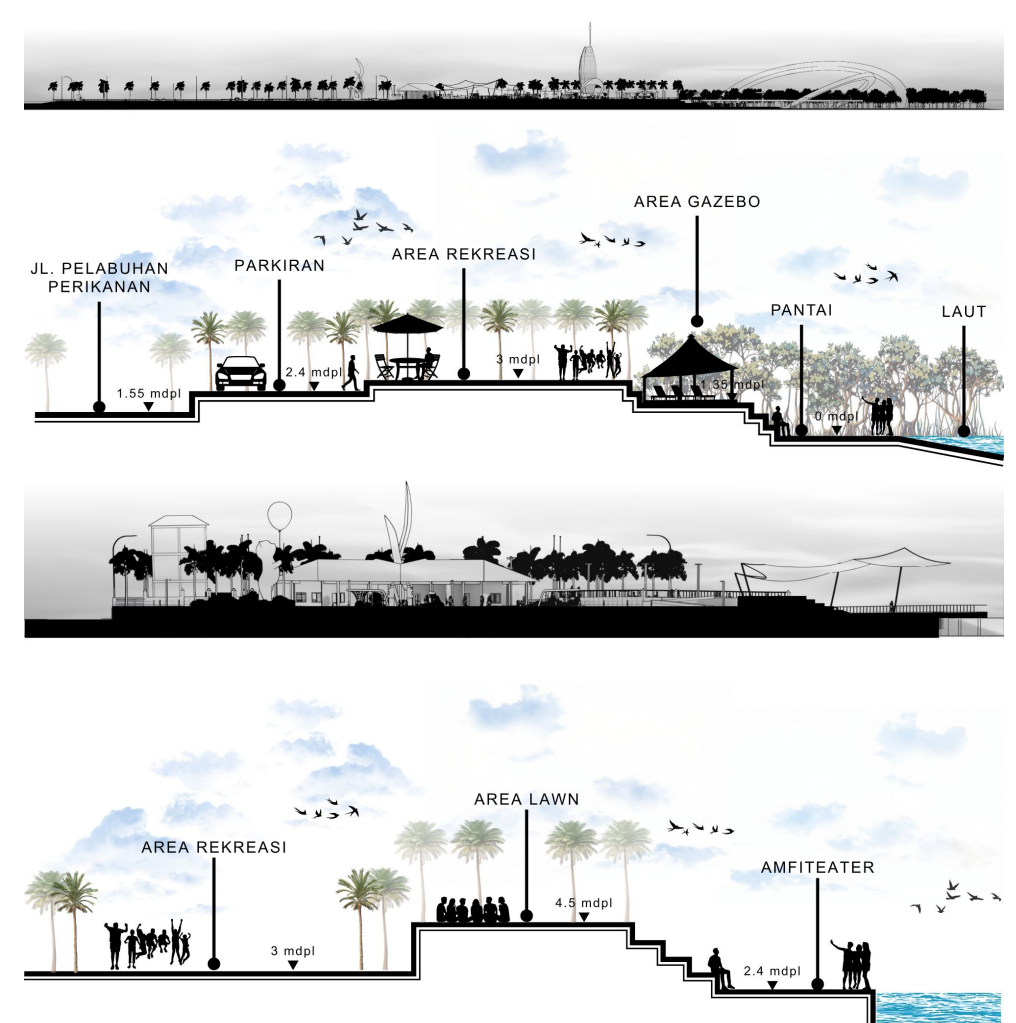 AREA GAZEBO
AREA REKREASI
JL. PELABUHAN
PERIKANAN
PARKIRAN
PANTAI
LAUT
3 mdpl
2.4 mdpl
1.35 mdpl
1.55 mdpl
0 mdpl
AREA LAWN
AREA REKREASI
AMFITEATER
4.5 mdpl
3 mdpl
2.4 mdpl